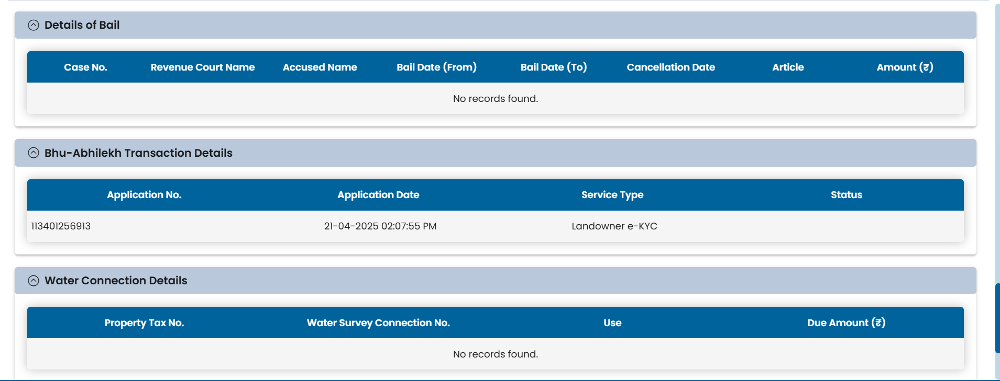 Details of Bail
Case No. Revenue Court Name Accused Name Bail Date (From) Bail Date (To) Cancellation Date Article Amount (₹)
No records found.
Bhu-Abhilekh Transaction Details
Application No. Application Date Service Type Status
113401256913 21-04-2025 02:07:55 PM Landowner e-KYC
Water Connection Details
Property Tax No. Water Survey Connection No. Use Due Amount (₹)
No records found.